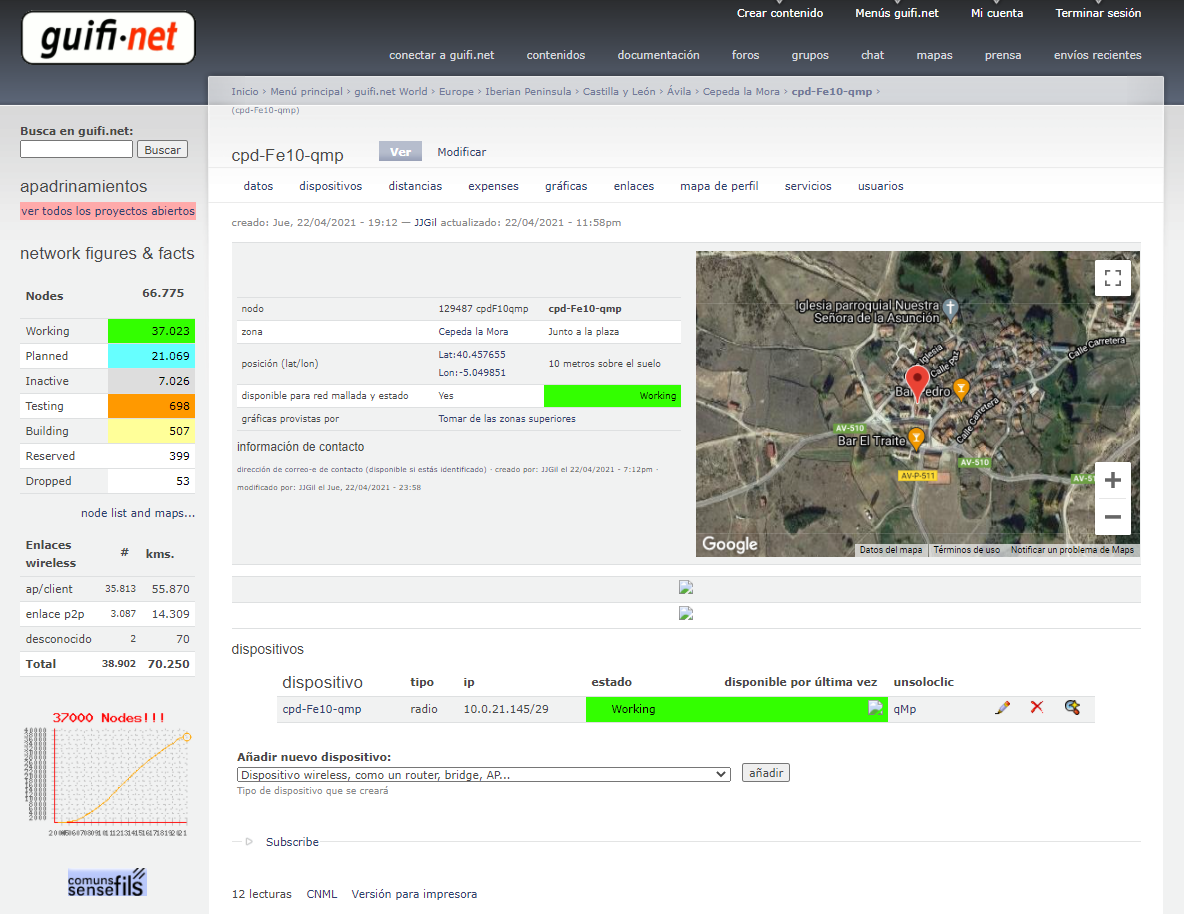 guifi·net
Crear contenido Menús guifi.net Mi cuenta Terminar sesión
conectar a guifi.net contenidos documentación foros grupos chat mapas prensa envíos recientes
Inicio › Menú principal › guifi.net World › Europe › Iberian Peninsula › Castilla y León › Ávila › Cepeda la Mora › cpd-Fe10-qmp ›
(cpd-Fe10-qmp)
Busca en guifi.net:
Buscar
apadrinamientos
ver todos los proyectos abiertos
network figures & facts
Nodes 66.775
Working 37.023
Planned 21.069
Inactive 7.026
Testing 698
Building 507
Reserved 399
Dropped 53
node list and maps...
Enlaces wireless # kms.
ap/client 35.813 55.870
enlace p2p 3.087 14.309
desconocido 2 70
Total 38.902 70.250
37000 Nodes!!!
comuns
sensefils
cpd-Fe10-qmp Ver Modificar
datos dispositivos distancias expenses gráficas enlaces mapa de perfil servicios usuarios
creado: Jue, 22/04/2021 - 19:12 — JJGil actualizado: 22/04/2021 - 11:58pm
nodo 129487 cpdF10qmp cpd-Fe10-qmp
zona Cepeda la Mora Junto a la plaza
posición (lat/lon) Lat:40.457655 Lon:-5.049851 10 metros sobre el suelo
disponible para red mallada y estado Yes Working
gráficas provistas por Tomar de las zonas superiores
información de contacto
dirección de correo-e de contacto (disponible si estás identificado) - creado por: JJGil el 22/04/2021 - 7:12pm -
modificado por: JJGil el Jue, 22/04/2021 - 23:58
Iglesia parroquial Nuestra
Señora de la Asunción
Calle Carretera
Iglesia
Calle Paz
Bar Pedro
Calle Carretera
AV-510
Bar El Traite
AV-510
AV-P-511
AV-51
Google
Datos del mapa Términos de uso Notificar un problema de Maps
dispositivos
dispositivo tipo ip estado disponible por última vez unsoloclic
cpd-Fe10-qmp radio 10.0.21.145/29 Working qMp
Añadir nuevo dispositivo:
Dispositivo wireless, como un router, bridge, AP... añadir
Tipo de dispositivo que se creará
Subscribe
12 lecturas CNML Versión para impresora